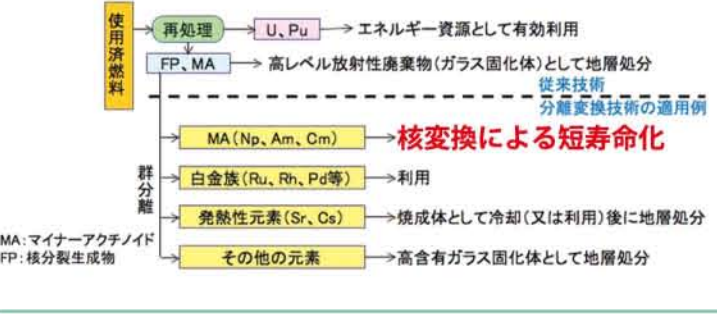 使用済燃料
再処理
U、Pu
エネルギー資源として有効利用
FP、MA
高レベル放射性廃棄物(ガラス固化体)として地層処分
従来技術
分離変換技術の適用例
群分離
MA(Np、Am、Cm)
核変換による短寿命化
白金族(Ru、Rh、Pd等)
利用
発熱性元素(Sr、Cs)
焼成体として冷却(又は利用)後に地層処分
その他の元素
高含有ガラス固化体として地層処分
MA:マイナーアクチノイド
FP:核分裂生成物